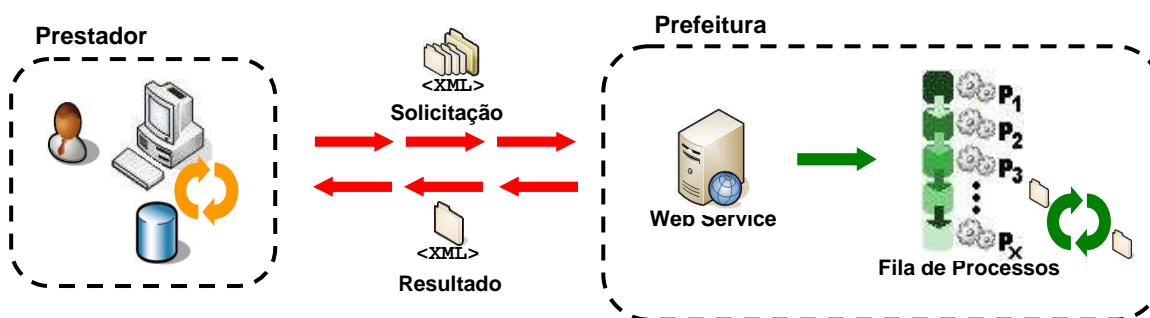 Prestador
Prefeitura
<XML>
Solicitação
P1
P2
P3
Px
Web Service
Fila de Processos
<XML>
Resultado